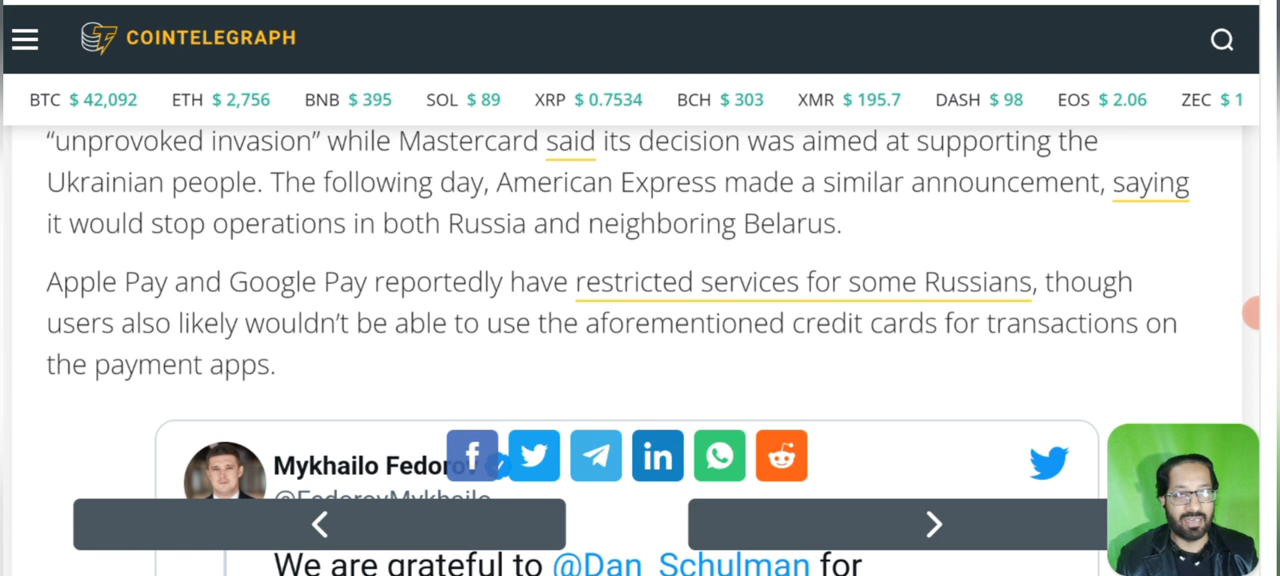 COINTELEGRAPH
BTC $ 42,092 ETH $ 2,756 BNB $ 395 SOL $ 89 XRP $ 0.7534 BCH $ 303 XMR $ 195.7 DASH $ 98 EOS $ 2.06 ZEC $ 1
“unprovoked invasion” while Mastercard said its decision was aimed at supporting the
Ukrainian people. The following day, American Express made a similar announcement, saying
it would stop operations in both Russia and neighboring Belarus.
Apple Pay and Google Pay reportedly have restricted services for some Russians, though
users also likely wouldn’t be able to use the aforementioned credit cards for transactions on
the payment apps.
Mykhailo Fedorov
@FedorovMykhailo
We are grateful to @Dan_Schulman for